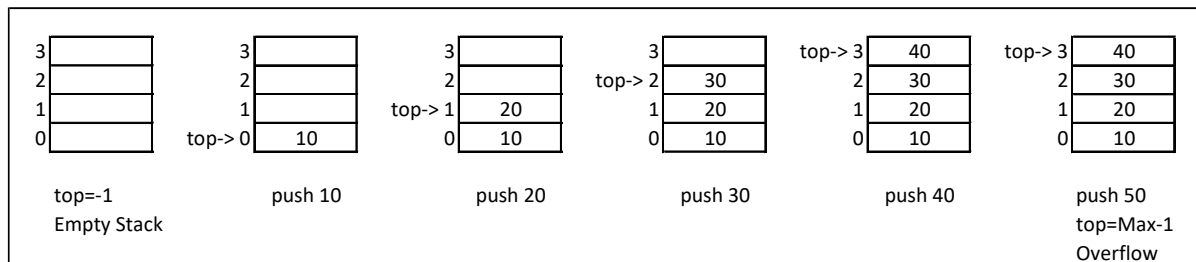 3
2
1
0
top=-1
Empty Stack
3
2
1
top-> 0 10
push 10
3
2
top-> 1 20
0 10
push 20
3
top-> 2 30
1 20
0 10
push 30
top-> 3 40
2 30
1 20
0 10
push 40
top-> 3 40
2 30
1 20
0 10
push 50
top=Max-1
Overflow